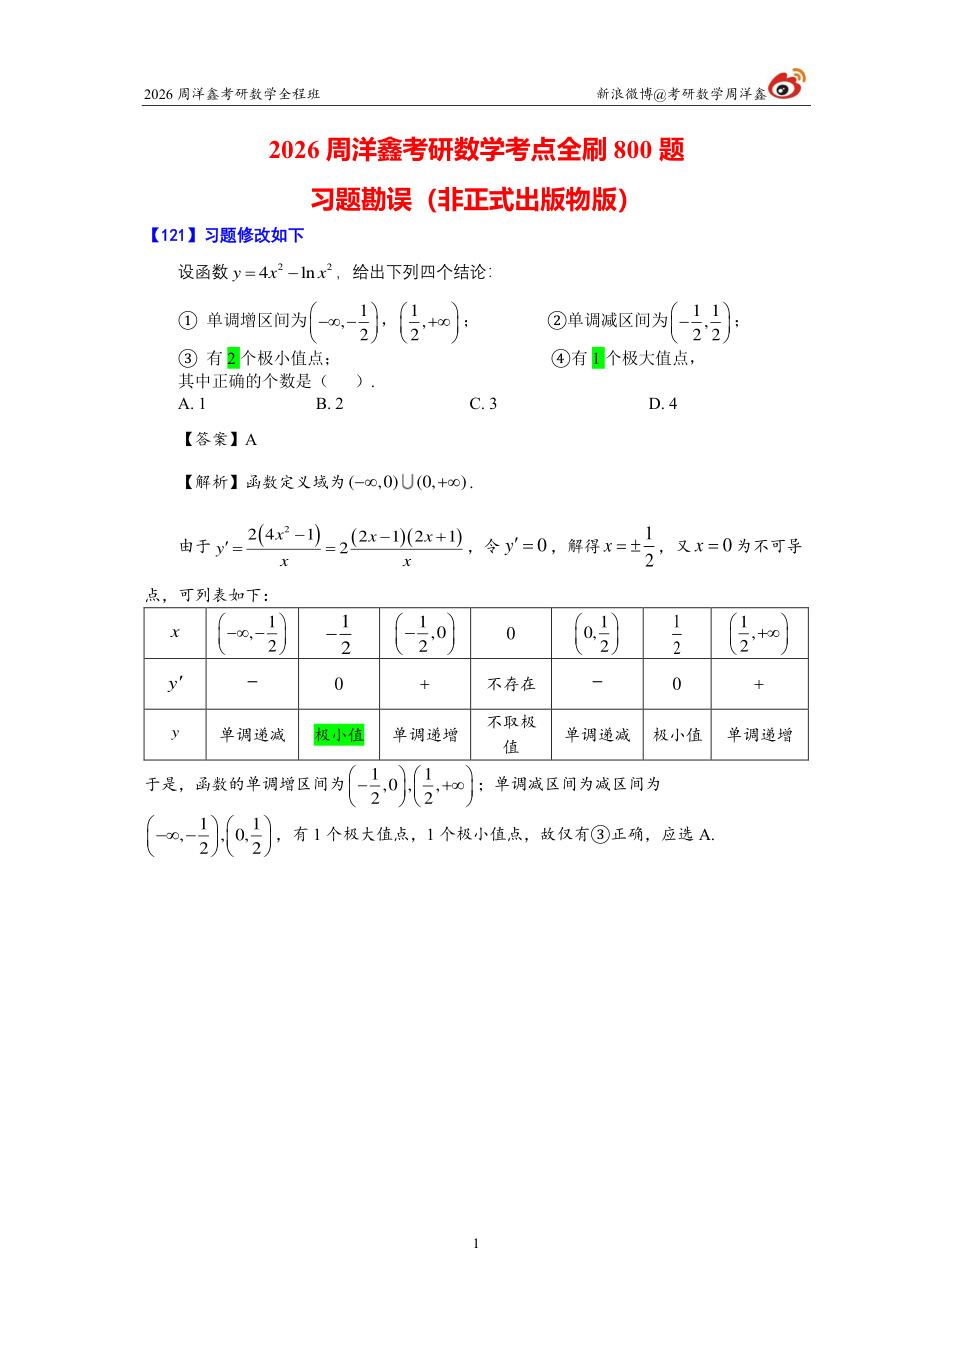 2026 周洋鑫考研数学全程班 新浪微博@考研数学周洋鑫
2026 周洋鑫考研数学考点全刷 800 题
习题勘误（非正式出版物版）
【121】习题修改如下
设函数 y = 4x² − ln x²，给出下列四个结论：
① 单调增区间为(−∞, −1/2)，(1/2, +∞)； ②单调减区间为(−1/2, 1/2)；
③ 有 2 个极小值点； ④有 1 个极大值点，
其中正确的个数是（ ）.
A. 1 B. 2 C. 3 D. 4
【答案】A
【解析】函数定义域为 (−∞,0)∪(0,+∞).
由于 y′ = 2(4x² − 1)/x = 2 (2x−1)(2x+1)/x，令 y′ = 0，解得 x = ±1/2，又 x = 0 为不可导
点，可列表如下：
x (−∞, −1/2) −1/2 (−1/2, 0) 0 (0, 1/2) 1/2 (1/2, +∞)
y′ − 0 + 不存在 − 0 +
y 单调递减 极小值 单调递增 不取极值 单调递减 极小值 单调递增
于是，函数的单调增区间为(−1/2, 0), (1/2, +∞)；单调减区间为减区间为
(−∞, −1/2), (0, 1/2)，有 1 个极大值点，1 个极小值点，故仅有③正确，应选 A.
1